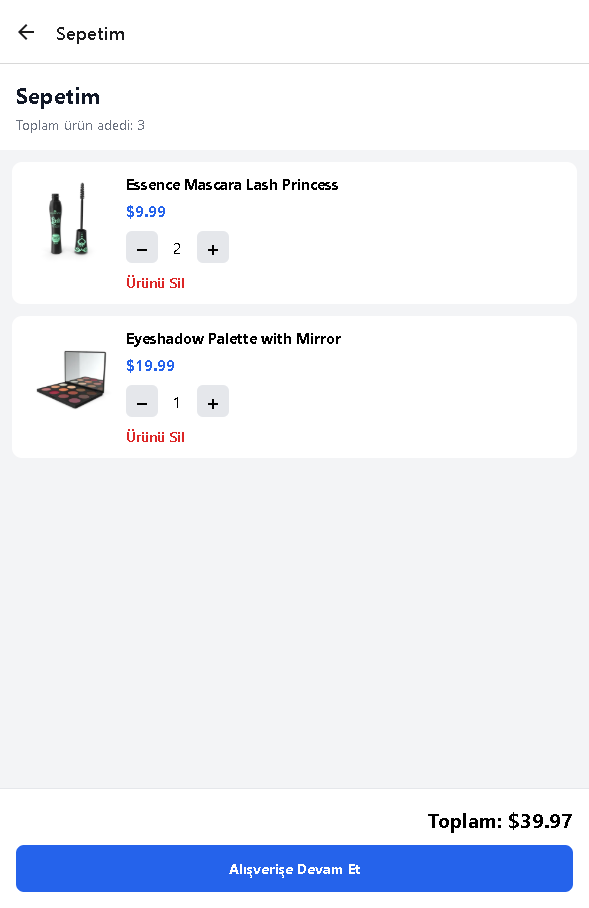 Sepetim
Sepetim
Toplam ürün adedi: 3
Essence Mascara Lash Princess
$9.99
− 2 +
Ürünü Sil
Eyeshadow Palette with Mirror
$19.99
− 1 +
Ürünü Sil
Toplam: $39.97
Alışverişe Devam Et